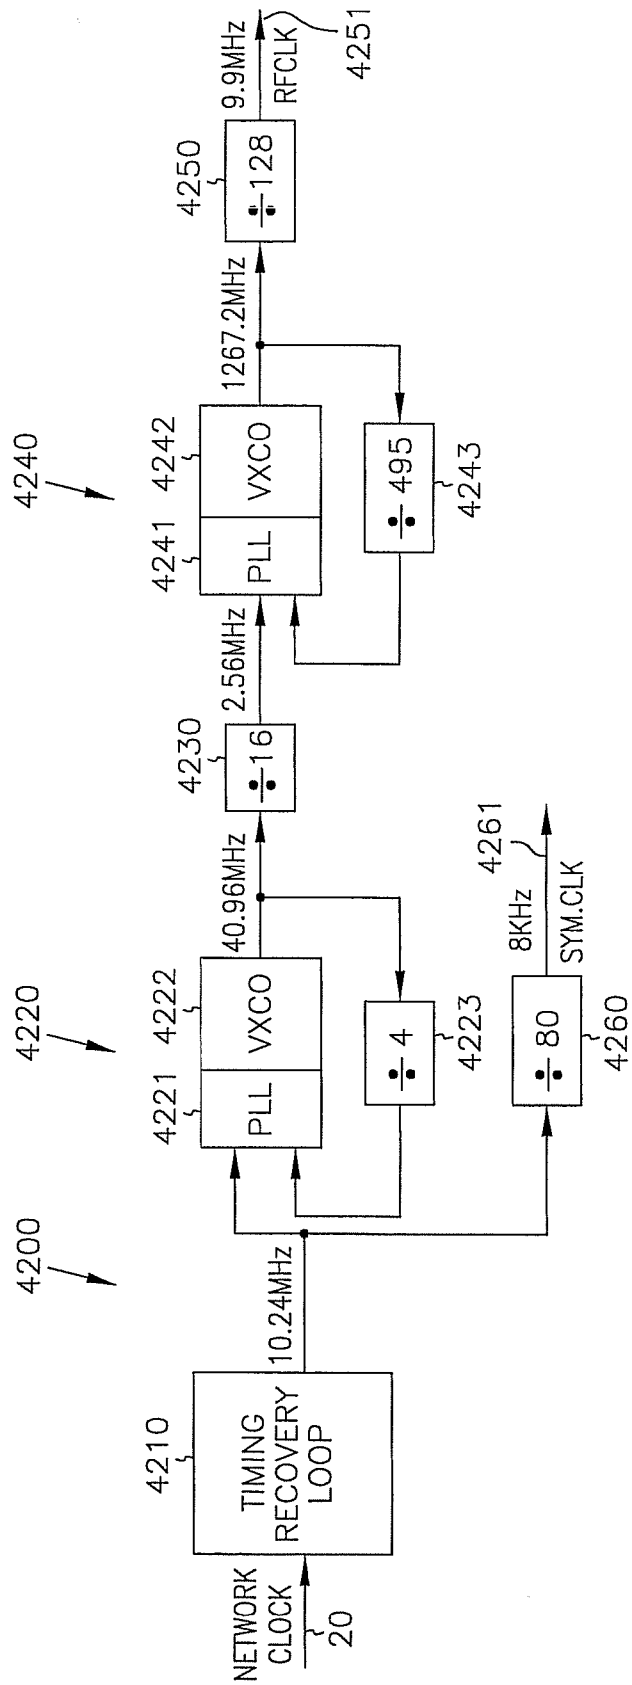 4200
4220
4240
NETWORK
CLOCK
20
4210
TIMING
RECOVERY
LOOP
10.24MHz
4221
4222
PLL
VXCO
40.96MHz
÷ 4
4223
÷ 80
4260
8KHz
SYM.CLK
4261
4230
÷16
2.56MHz
4241
4242
PLL
VXCO
1267.2MHz
÷ 495
4243
4250
÷128
9.9MHz
RFCLK
4251